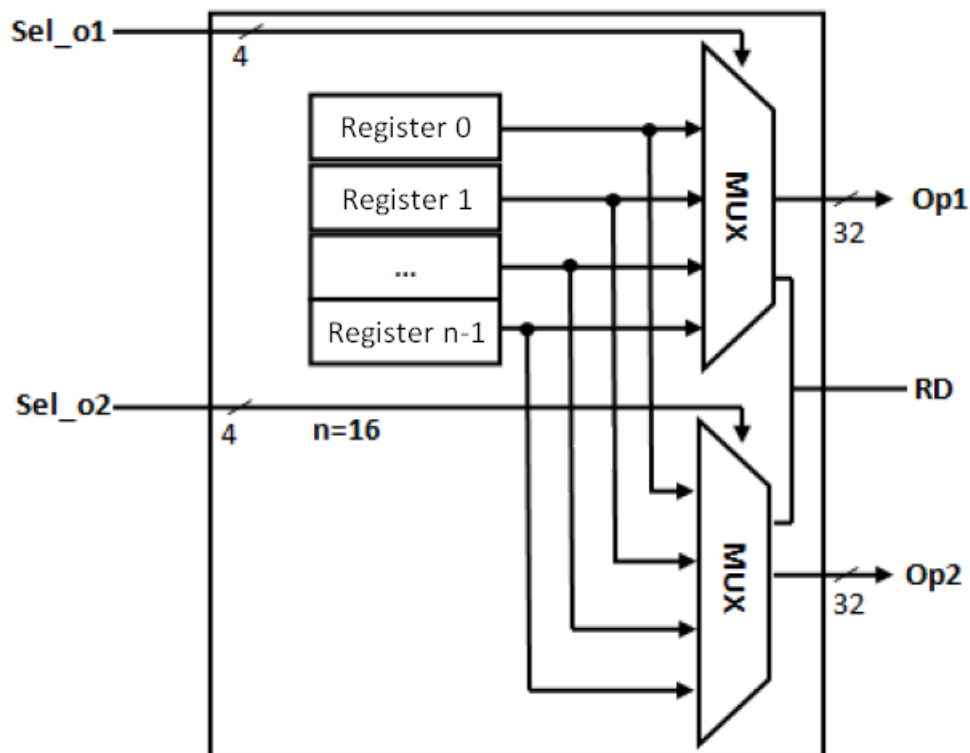 Sel_o1
4
Register 0
Register 1
...
Register n-1
MUX
Op1
32
RD
Sel_o2
4
n=16
MUX
Op2
32